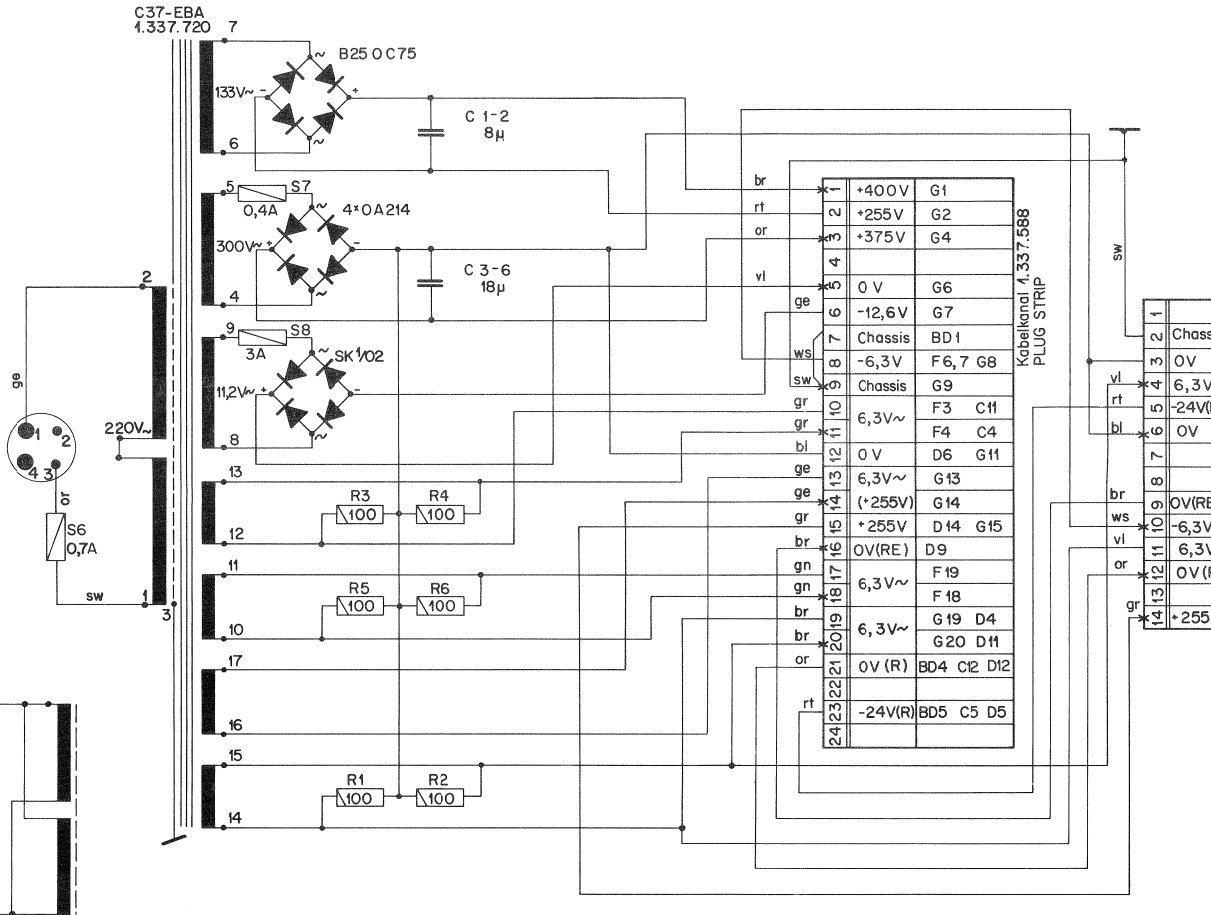 C37-EBA
1.337.720
7
~
B250C75
133V~
-
+
~
6
C 1-2
8µ
5
S7
0,4A
~
4×OA214
300V~
+
-
~
4
C 3-6
18µ
9
S8
3A
~
SK 1/02
11,2V~
+
-
~
8
2
ge
220V~
1
2
4
3
or
S6
0,7A
sw
1
3
13
R3
100
R4
100
12
11
R5
100
R6
100
10
17
16
15
R1
100
R2
100
14
br 1 +400V G1
rt 2 +255V G2
or 3 +375V G4
4
vl 5 0V G6
ge 6 -12,6V G7
7 Chassis BD1
ws 8 -6,3V F6,7 G8
sw 9 Chassis G9
gr 10 6,3V~ F3 C11
gr 11 F4 C4
bl 12 0V D6 G11
ge 13 6,3V~ G13
ge 14 (+255V) G14
gr 15 +255V D14 G15
br 16 0V(RE) D9
gn 17 6,3V~ F19
gn 18 F18
br 19 6,3V~ G19 D4
br 20 G20 D11
or 21 0V(R) BD4 C12 D12
22
rt 23 -24V(R) BD5 C5 D5
24
Kabelkanal 1.337.588
PLUG STRIP
sw
1
2 Chass
3 0V
vl 4 6,3V
rt 5 -24V(
bl 6 0V
7
8
br 9 0V(RE
ws 10 -6,3V
vl 11 6,3V
or 12 0V(
13
gr 14 +255